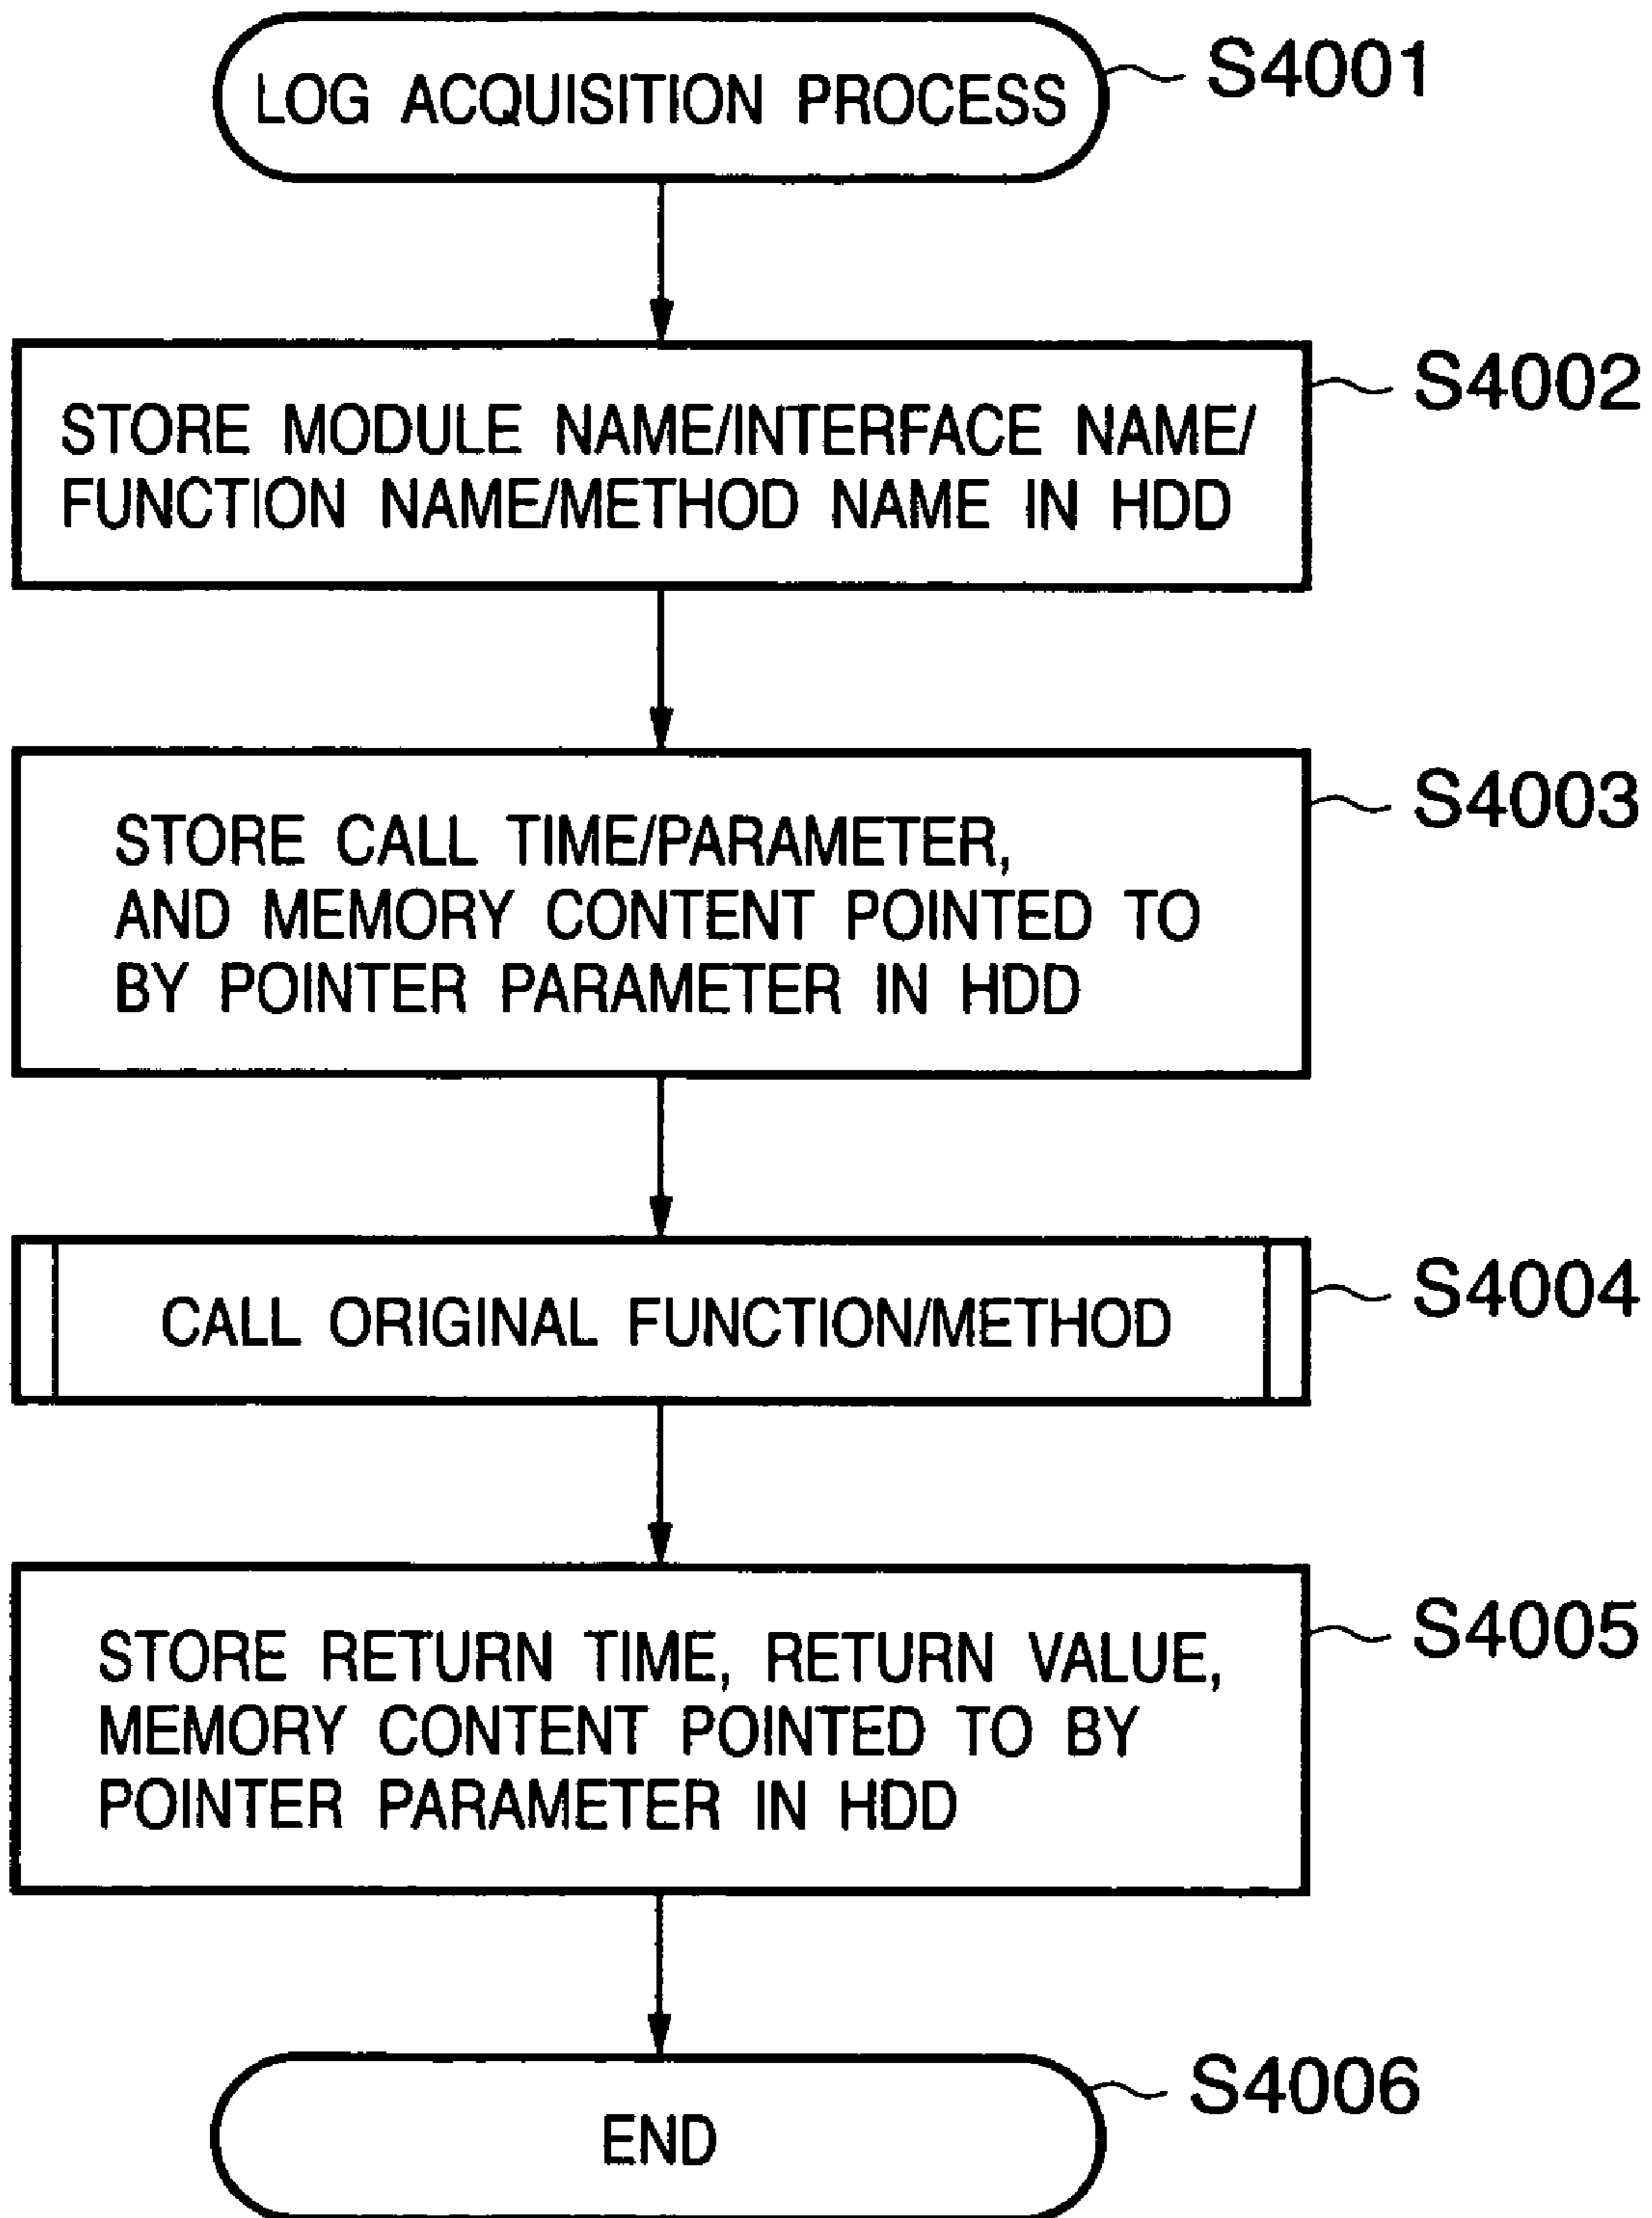 LOG ACQUISITION PROCESS
S4001
STORE MODULE NAME/INTERFACE NAME/
FUNCTION NAME/METHOD NAME IN HDD
S4002
STORE CALL TIME/PARAMETER,
AND MEMORY CONTENT POINTED TO
BY POINTER PARAMETER IN HDD
S4003
CALL ORIGINAL FUNCTION/METHOD
S4004
STORE RETURN TIME, RETURN VALUE,
MEMORY CONTENT POINTED TO BY
POINTER PARAMETER IN HDD
S4005
END
S4006